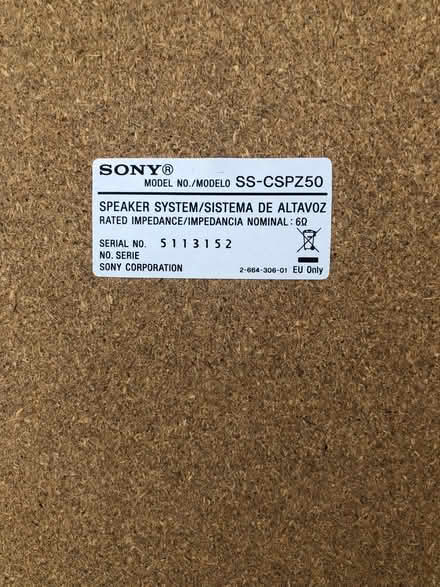 SONY®
MODEL NO./MODELO SS-CSPZ50
SPEAKER SYSTEM/SISTEMA DE ALTAVOZ
RATED IMPEDANCE/IMPEDANCIA NOMINAL: 6Ω
SERIAL NO. 5113152
NO. SERIE
SONY CORPORATION 2-664-306-01 EU Only